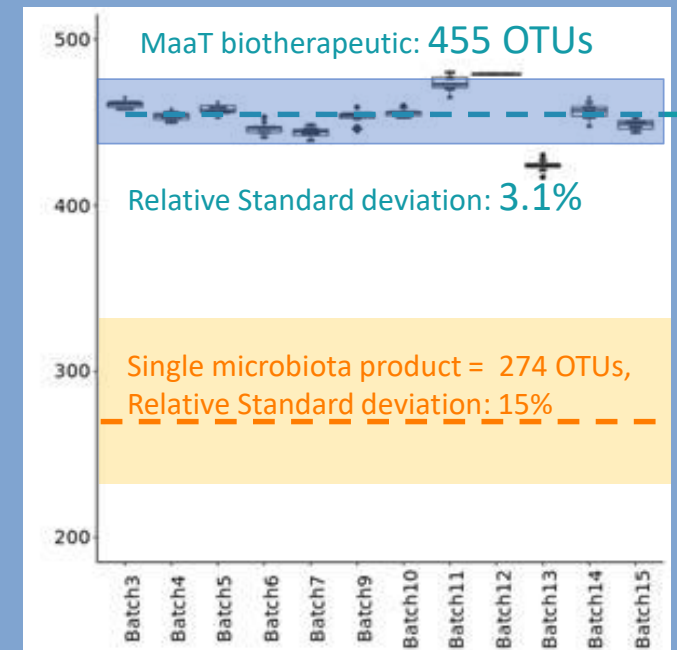 500
MaaT biotherapeutic: 455 OTUs
400
Relative Standard deviation: 3.1%
300
Single microbiota product = 274 OTUs,
Relative Standard deviation: 15%
200
Batch3
Batch4
Batch5
Batch6
Batch7
Batch9
Batch10
Batch11
Batch12
Batch13
Batch14
Batch15